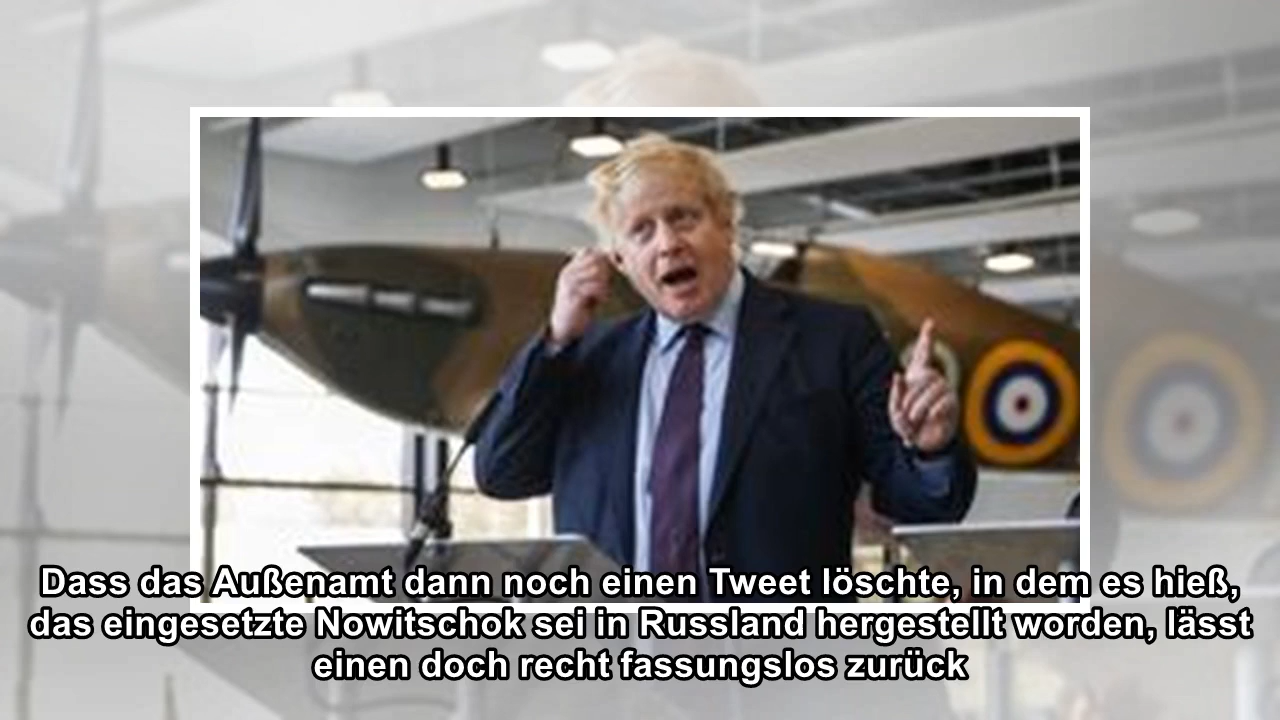 Dass das Außenamt dann noch einen Tweet löschte, in dem es hieß,
das eingesetzte Nowitschok sei in Russland hergestellt worden, lässt
einen doch recht fassungslos zurück